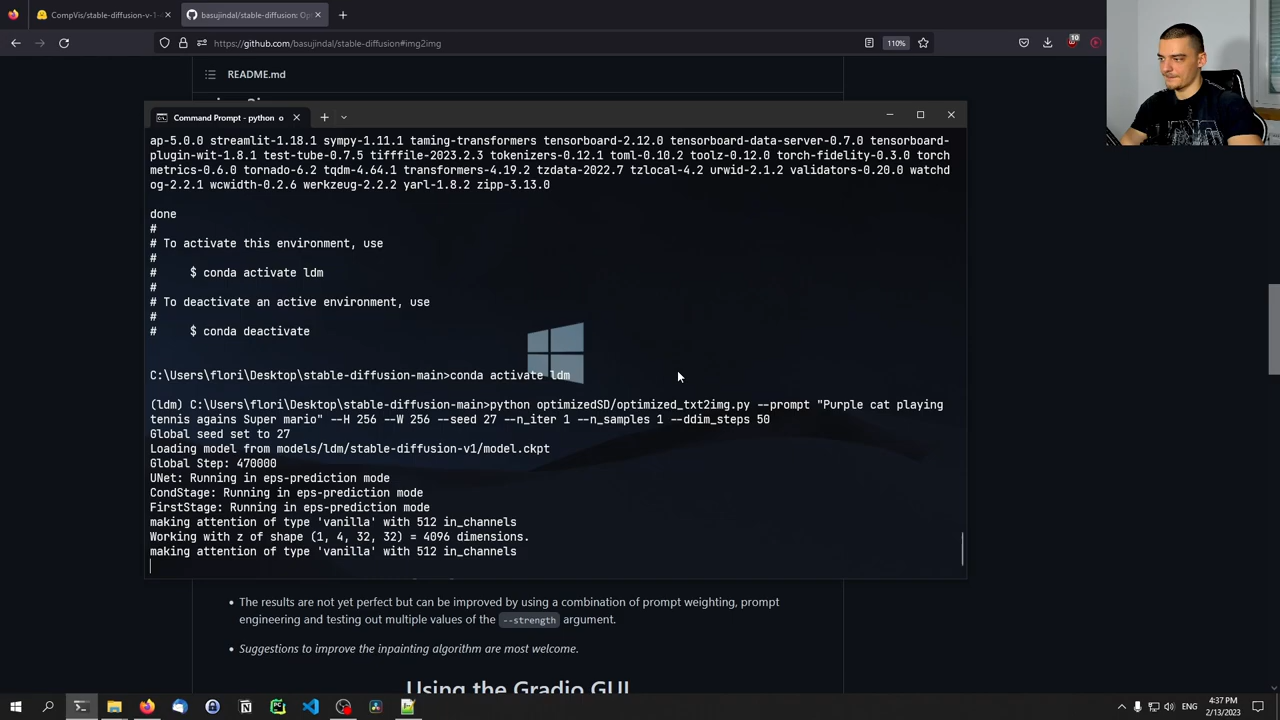 CompVis/stable-diffusion-v-1-
basujindal/stable-diffusion: Op
https://github.com/basujindal/stable-diffusion#img2img
110%
10
README.md
Command Prompt - python o
ap-5.0.0 streamlit-1.18.1 sympy-1.11.1 taming-transformers tensorboard-2.12.0 tensorboard-data-server-0.7.0 tensorboard-
plugin-wit-1.8.1 test-tube-0.7.5 tifffile-2023.2.3 tokenizers-0.12.1 toml-0.10.2 toolz-0.12.0 torch-fidelity-0.3.0 torch
metrics-0.6.0 tornado-6.2 tqdm-4.64.1 transformers-4.19.2 tzdata-2022.7 tzlocal-4.2 urwid-2.1.2 validators-0.20.0 watchd
og-2.2.1 wcwidth-0.2.6 werkzeug-2.2.2 yarl-1.8.2 zipp-3.13.0
done
#
# To activate this environment, use
#
#     $ conda activate ldm
#
# To deactivate an active environment, use
#
#     $ conda deactivate
C:\Users\flori\Desktop\stable-diffusion-main>conda activate ldm
(ldm) C:\Users\flori\Desktop\stable-diffusion-main>python optimizedSD/optimized_txt2img.py --prompt "Purple cat playing
tennis agains Super mario" --H 256 --W 256 --seed 27 --n_iter 1 --n_samples 1 --ddim_steps 50
Global seed set to 27
Loading model from models/ldm/stable-diffusion-v1/model.ckpt
Global Step: 470000
UNet: Running in eps-prediction mode
CondStage: Running in eps-prediction mode
FirstStage: Running in eps-prediction mode
making attention of type 'vanilla' with 512 in_channels
Working with z of shape (1, 4, 32, 32) = 4096 dimensions.
making attention of type 'vanilla' with 512 in_channels
The results are not yet perfect but can be improved by using a combination of prompt weighting, prompt
engineering and testing out multiple values of the --strength argument.
Suggestions to improve the inpainting algorithm are most welcome.
Using the Gradio GUI
ENG
4:37 PM
2/13/2023